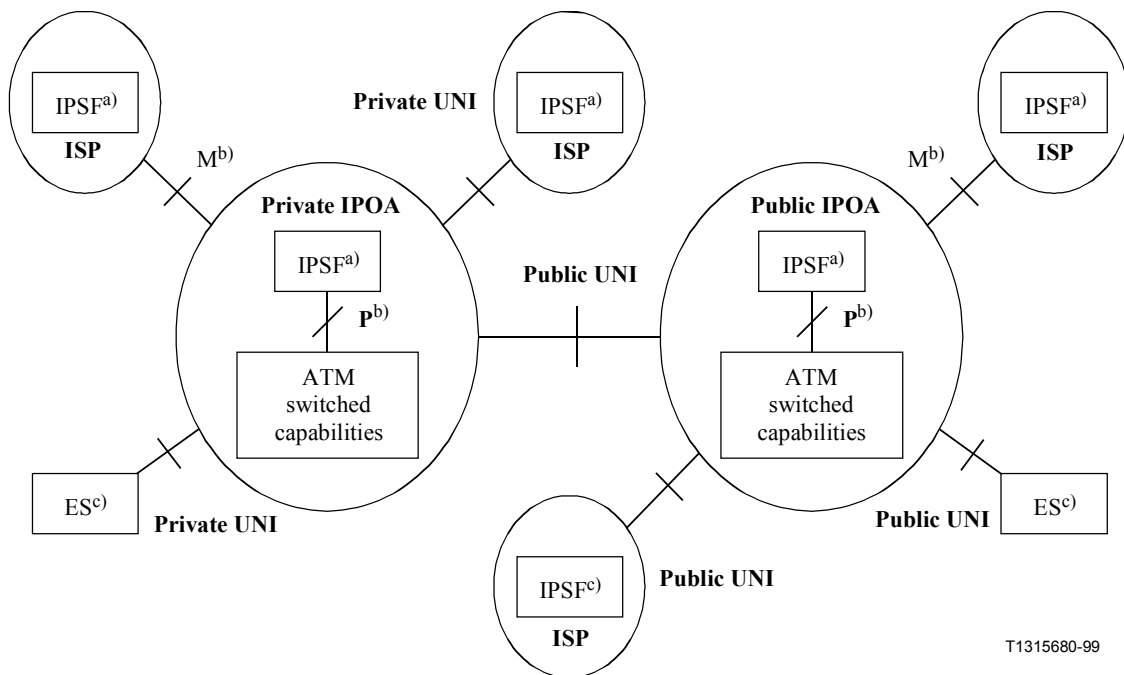 IPSFa)
ISP
Private UNI
IPSFa)
ISP
IPSFa)
ISP
Mb)
Mb)
Private IPOA
IPSFa)
Pb)
ATM
switched
capabilities
Public UNI
Public IPOA
IPSFa)
Pb)
ATM
switched
capabilities
ESc)
Private UNI
Public UNI
ESc)
IPSFc)
ISP
Public UNI
T1315680-99